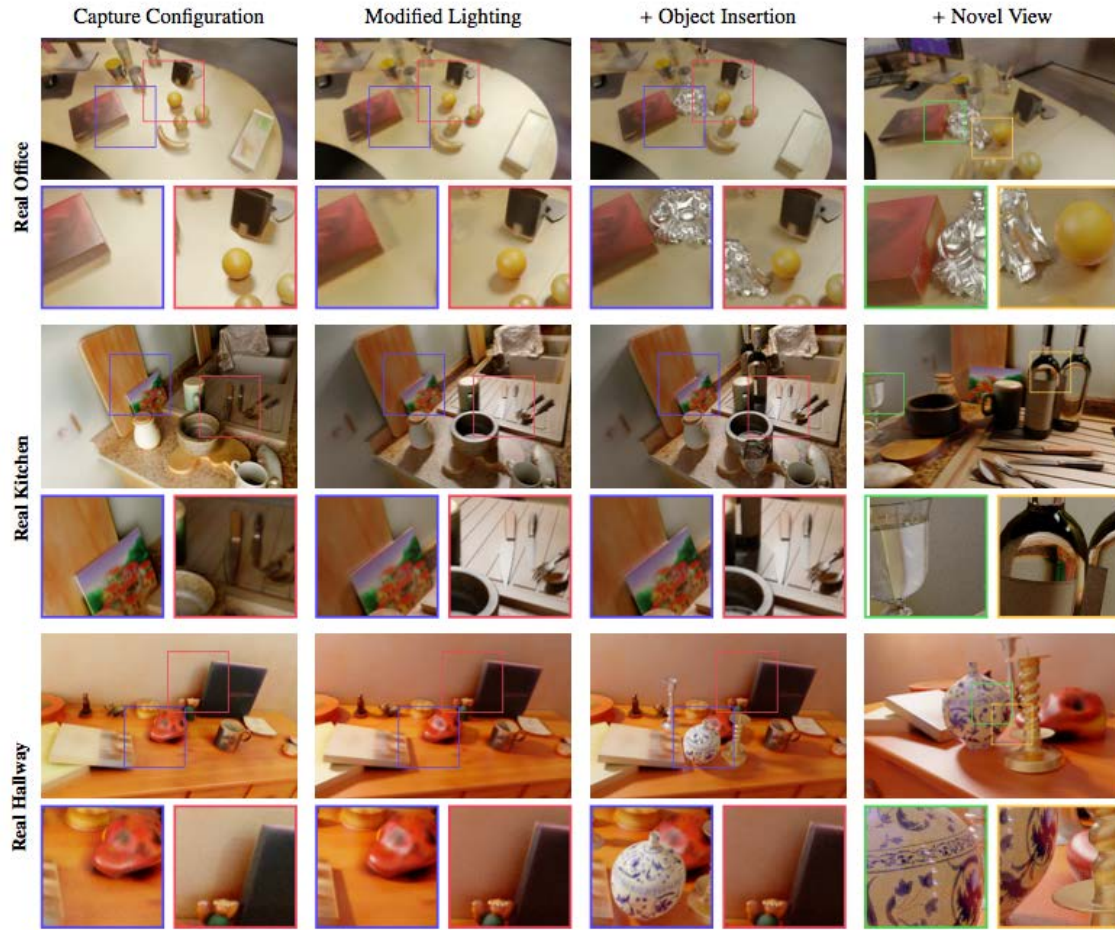 Capture Configuration
Modified Lighting
+ Object Insertion
+ Novel View
Real Office
Real Kitchen
Real Hallway